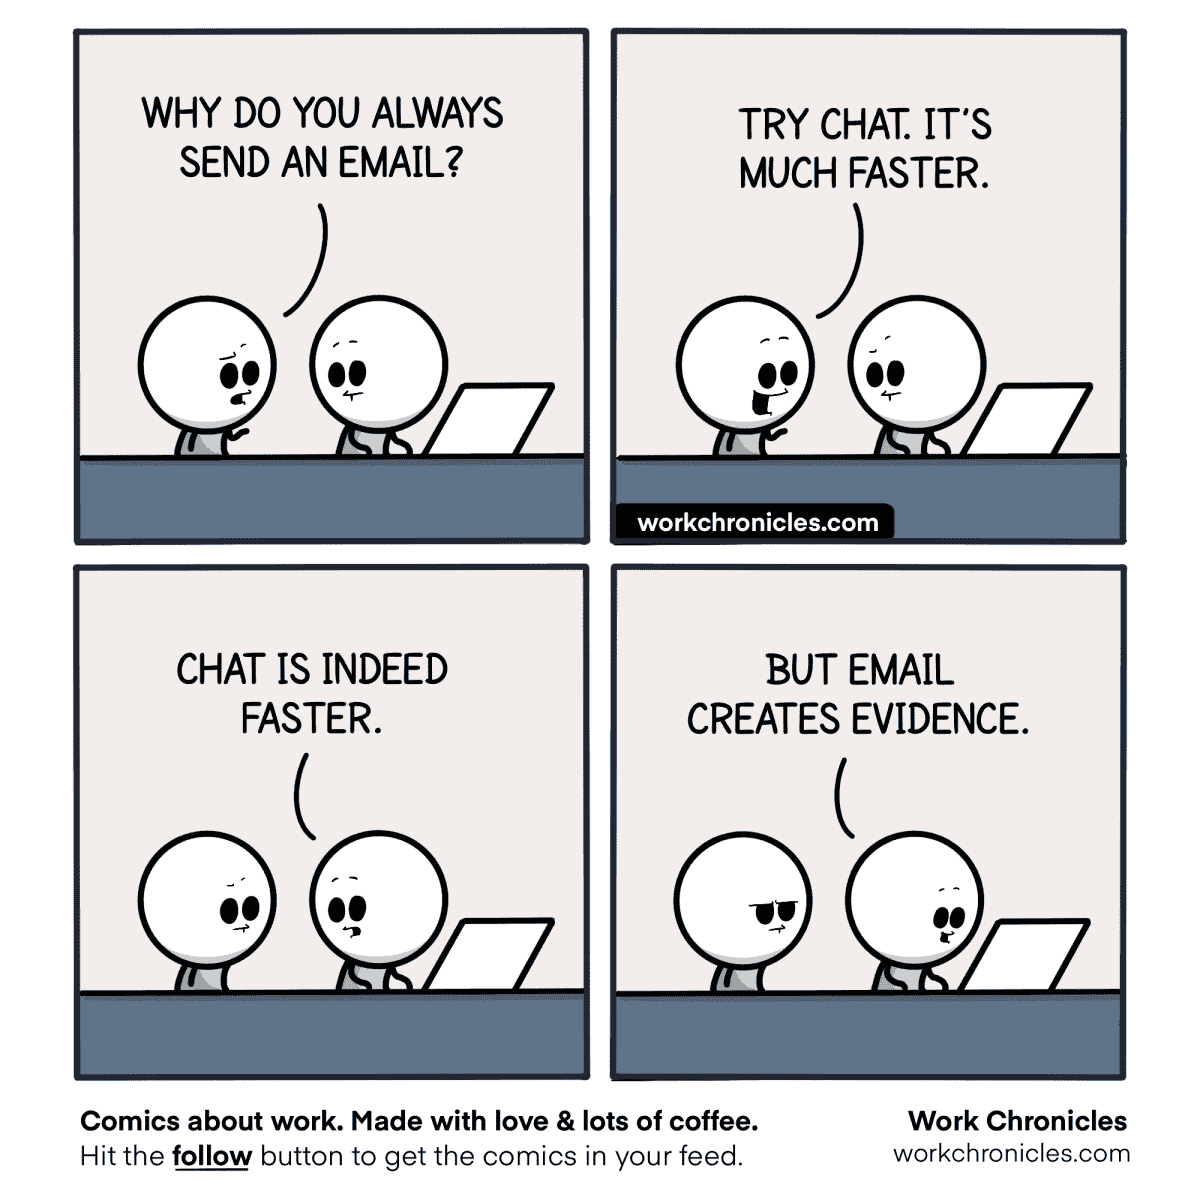 WHY DO YOU ALWAYS
SEND AN EMAIL?
TRY CHAT. IT'S
MUCH FASTER.
workchronicles.com
CHAT IS INDEED
FASTER.
BUT EMAIL
CREATES EVIDENCE.
Comics about work. Made with love & lots of coffee.
Hit the follow button to get the comics in your feed.
Work Chronicles
workchronicles.com